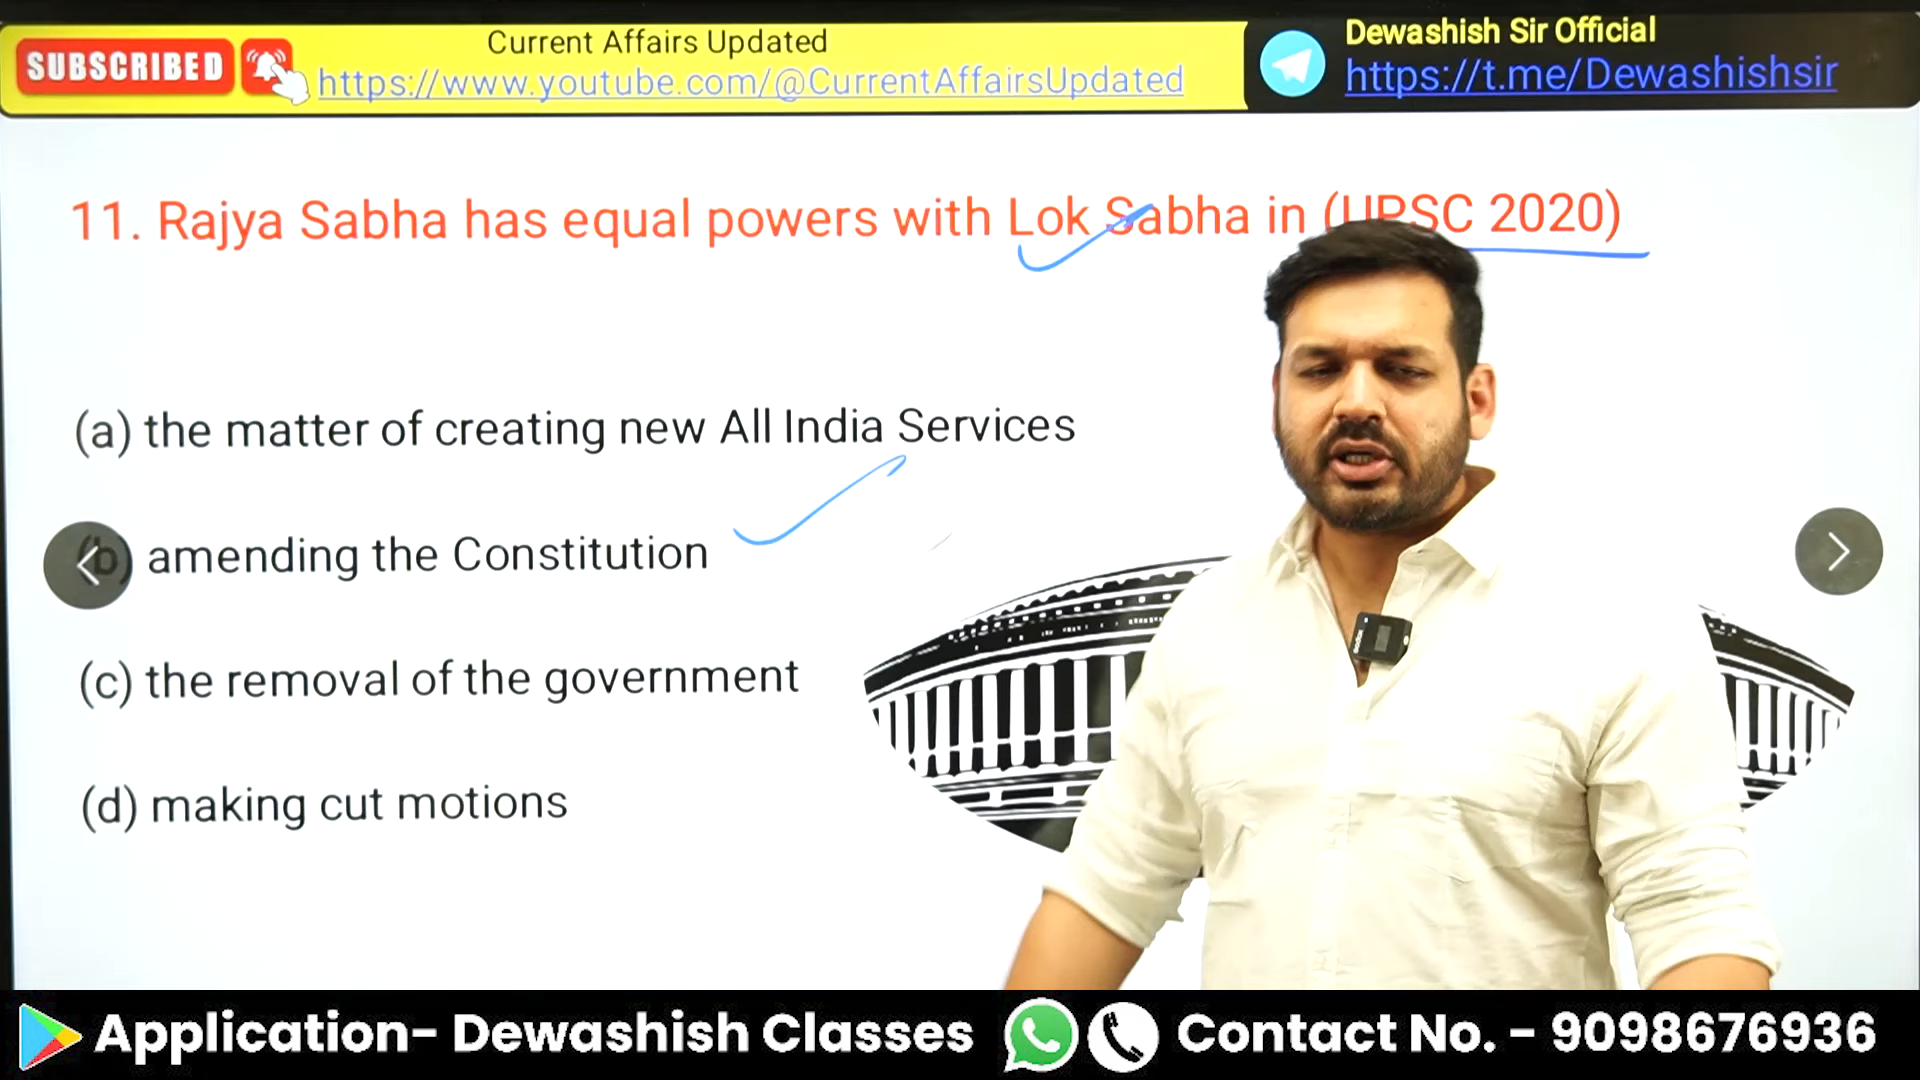 SUBSCRIBED
Current Affairs Updated
https://www.youtube.com/@CurrentAffairsUpdated
Dewashish Sir Official
https://t.me/Dewashishsir
11. Rajya Sabha has equal powers with Lok Sabha in (UPSC 2020)
(a) the matter of creating new All India Services
(b) amending the Constitution
(c) the removal of the government
(d) making cut motions
Application- Dewashish Classes
Contact No. - 9098676936